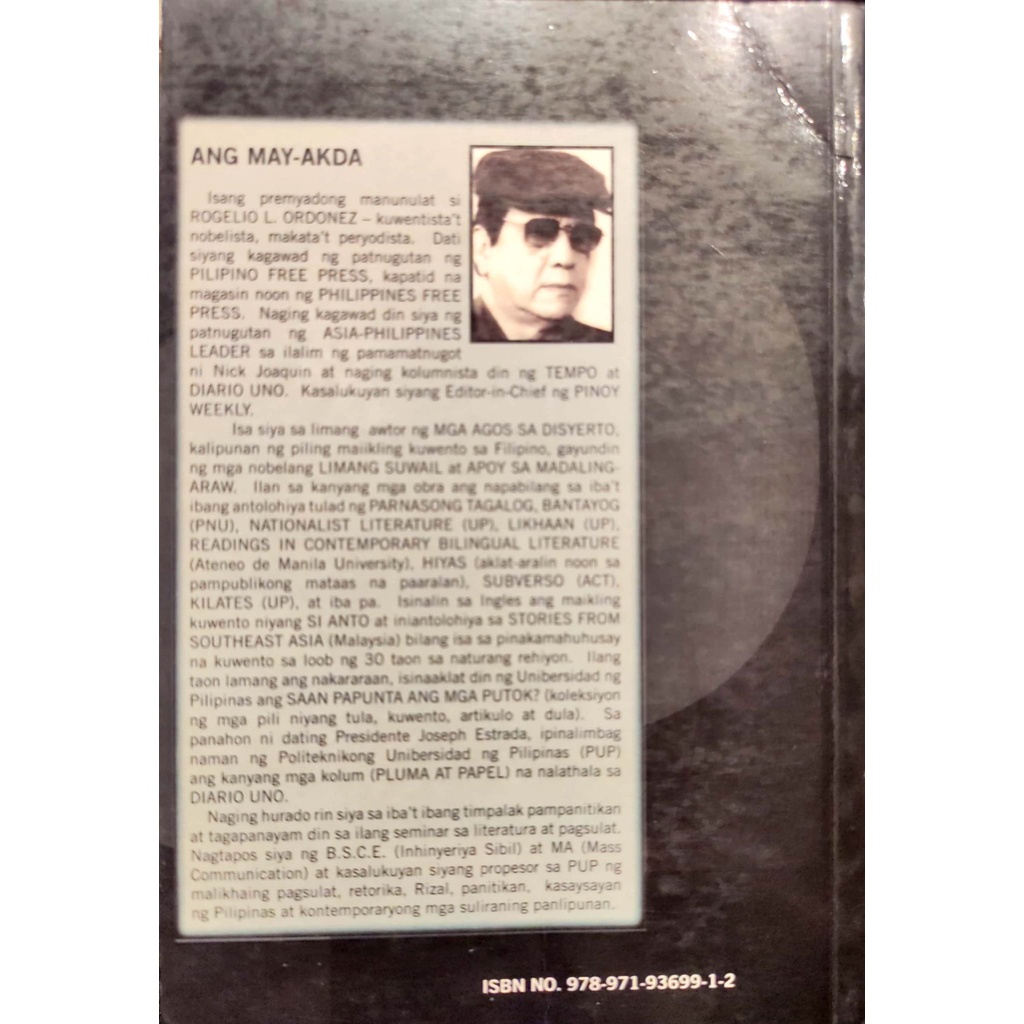 ANG MAY-AKDA
Isang premyadong manunulat si
ROGELIO L. ORDONEZ – kuwentista't
nobelista, makata't peryodista. Dati
siyang kagawad ng patnugutan ng
PILIPINO FREE PRESS, kapatid na
magasin noon ng PHILIPPINES FREE
PRESS. Naging kagawad din siya ng
patnugutan ng ASIA-PHILIPPINES
LEADER sa ilalim ng pamamatnugot
ni Nick Joaquin at naging kolumnista din ng TEMPO at
DIARIO UNO. Kasalukuyan siyang Editor-in-Chief ng PINOY
WEEKLY.
Isa siya sa limang awtor ng MGA AGOS SA DISYERTO,
kalipunan ng piling maiikling kuwento sa Filipino, gayundin
ng mga nobelang LIMANG SUWAIL at APOY SA MADALING-
ARAW. Ilan sa kanyang mga obra ang napabilang sa iba't
ibang antolohiya tulad ng PARNASONG TAGALOG, BANTAYOG
(PNU), NATIONALIST LITERATURE (UP), LIKHAAN (UP),
READINGS IN CONTEMPORARY BILINGUAL LITERATURE
(Ateneo de Manila University), HIYAS (aklat-aralin noon sa
pampublikong mataas na paaralan), SUBVERSO (ACT),
KILATES (UP), at iba pa. Isinalin sa Ingles ang maikling
kuwento niyang SI ANTO at iniantolohiya sa STORIES FROM
SOUTHEAST ASIA (Malaysia) bilang isa sa pinakamahuhusay
na kuwento sa loob ng 30 taon sa naturang rehiyon. Ilang
taon lamang ang nakararaan, isinaaklat din ng Unibersidad ng
Pilipinas ang SAAN PAPUNTA ANG MGA PUTOK? (koleksiyon
ng mga pili niyang tula, kuwento, artikulo at dula). Sa
panahon ni dating Presidente Joseph Estrada, ipinalimbag
naman ng Politeknikong Unibersidad ng Pilipinas (PUP)
ang kanyang mga kolum (PLUMA AT PAPEL) na nalathala sa
DIARIO UNO.
Naging hurado rin siya sa iba't ibang timpalak pampanitikan
at tagapanayam din sa ilang seminar sa literatura at pagsulat.
Nagtapos siya ng B.S.C.E. (Inhinyeriya Sibil) at MA (Mass
Communication) at kasalukuyan siyang propesor sa PUP ng
malikhaing pagsulat, retorika, Rizal, panitikan, kasaysayan
ng Pilipinas at kontemporaryong mga suliraning panlipunan.
ISBN NO. 978-971-93699-1-2